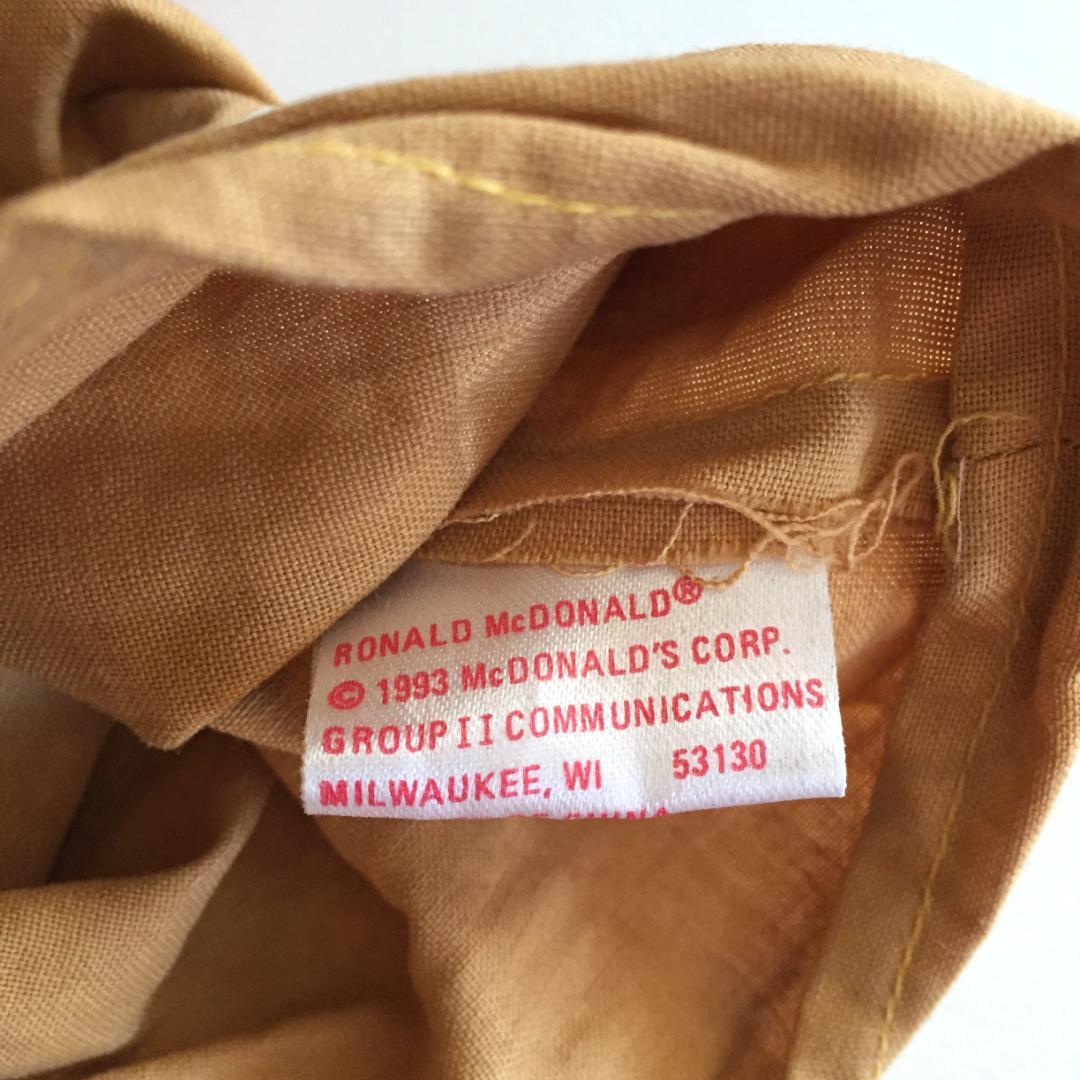 RONALD McDONALD®
© 1993 McDONALD'S CORP.
GROUP II COMMUNICATIONS
MILWAUKEE, WI 53130